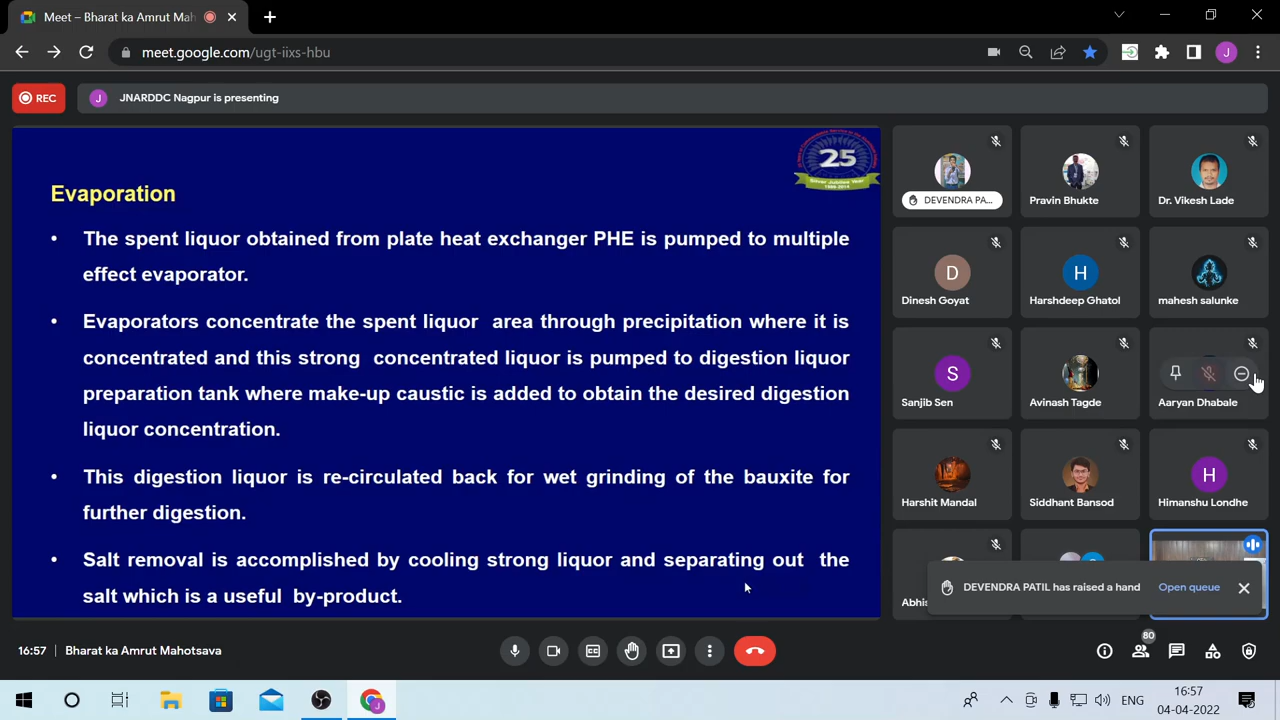 Meet – Bharat ka Amrut Mah
meet.google.com/ugt-iixs-hbu
J
REC
J
JNARDDC Nagpur is presenting
25
Silver Jubilee Year
Evaporation
• The spent liquor obtained from plate heat exchanger PHE is pumped to multiple
effect evaporator.
• Evaporators concentrate the spent liquor area through precipitation where it is
concentrated and this strong concentrated liquor is pumped to digestion liquor
preparation tank where make-up caustic is added to obtain the desired digestion
liquor concentration.
• This digestion liquor is re-circulated back for wet grinding of the bauxite for
further digestion.
• Salt removal is accomplished by cooling strong liquor and separating out the
salt which is a useful by-product.
DEVENDRA PA...
Pravin Bhukte
Dr. Vikesh Lade
D
H
Dinesh Goyat
Harshdeep Ghatol
mahesh salunke
S
Sanjib Sen
Avinash Tagde
Aaryan Dhabale
H
Harshit Mandal
Siddhant Bansod
Himanshu Londhe
Abhis
DEVENDRA PATIL has raised a hand
Open queue
16:57
Bharat ka Amrut Mahotsava
80
ENG
16:57
04-04-2022